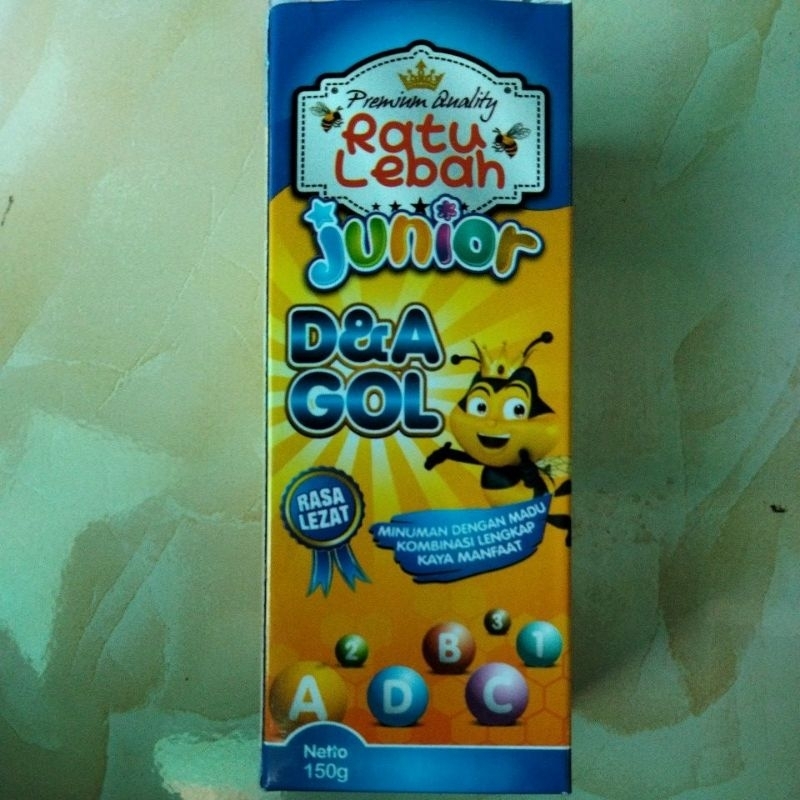 Premium Quality
Ratu
Lebah
junior
D&A
GOL
RASA
LEZAT
MINUMAN DENGAN MADU
KOMBINASI LENGKAP
KAYA MANFAAT
2
B
3
1
A
D
C
Netto
150g